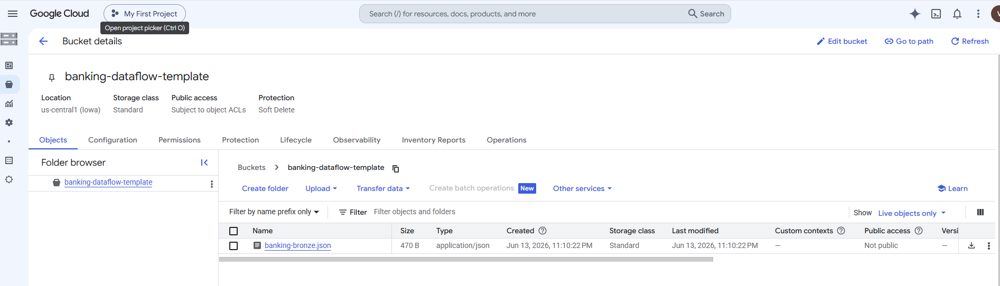 Google Cloud
My First Project
Search (/) for resources, docs, products, and more
Search
V
Open project picker (Ctrl O)
Bucket details
Edit bucket
Go to path
Refresh
banking-dataflow-template
Location Storage class Public access Protection
us-central1 (Iowa) Standard Subject to object ACLs Soft Delete
Objects Configuration Permissions Protection Lifecycle Observability Inventory Reports Operations
Folder browser
banking-dataflow-template
Buckets > banking-dataflow-template
Create folder Upload Transfer data Create batch operations New Other services Learn
Filter by name prefix only Filter Filter objects and folders Show Live objects only
Name Size Type Created Storage class Last modified Custom contexts Public access Versi
banking-bronze.json 470 B application/json Jun 13, 2026, 11:10:22 PM Standard Jun 13, 2026, 11:10:22 PM — Not public —